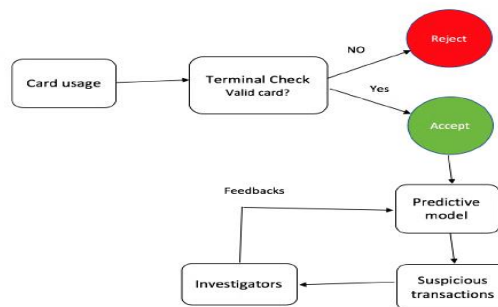 NO
Reject
Card usage
Terminal Check
Valid card?
Yes
Accept
Feedbacks
Predictive
model
Investigators
Suspicious
transactions